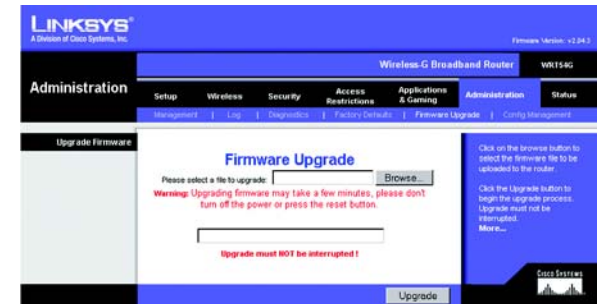 LINKSYS®
A Division of Cisco Systems, Inc.
Firmware Version: v2.04.3
Wireless-G Broadband Router WRT54G
Administration
Setup Wireless Security Access Restrictions Applications & Gaming Administration Status
Management | Log | Diagnostics | Factory Defaults | Firmware Upgrade | Config Management
Upgrade Firmware
Firmware Upgrade
Please select a file to upgrade: Browse...
Warning: Upgrading firmware may take a few minutes, please don't
turn off the power or press the reset button.
Upgrade must NOT be interrupted !
Click on the browse button to
select the firmware file to be
uploaded to the router.
Click the Upgrade button to
begin the upgrade process.
Upgrade must not be
interrupted.
More...
Upgrade
CISCO SYSTEMS